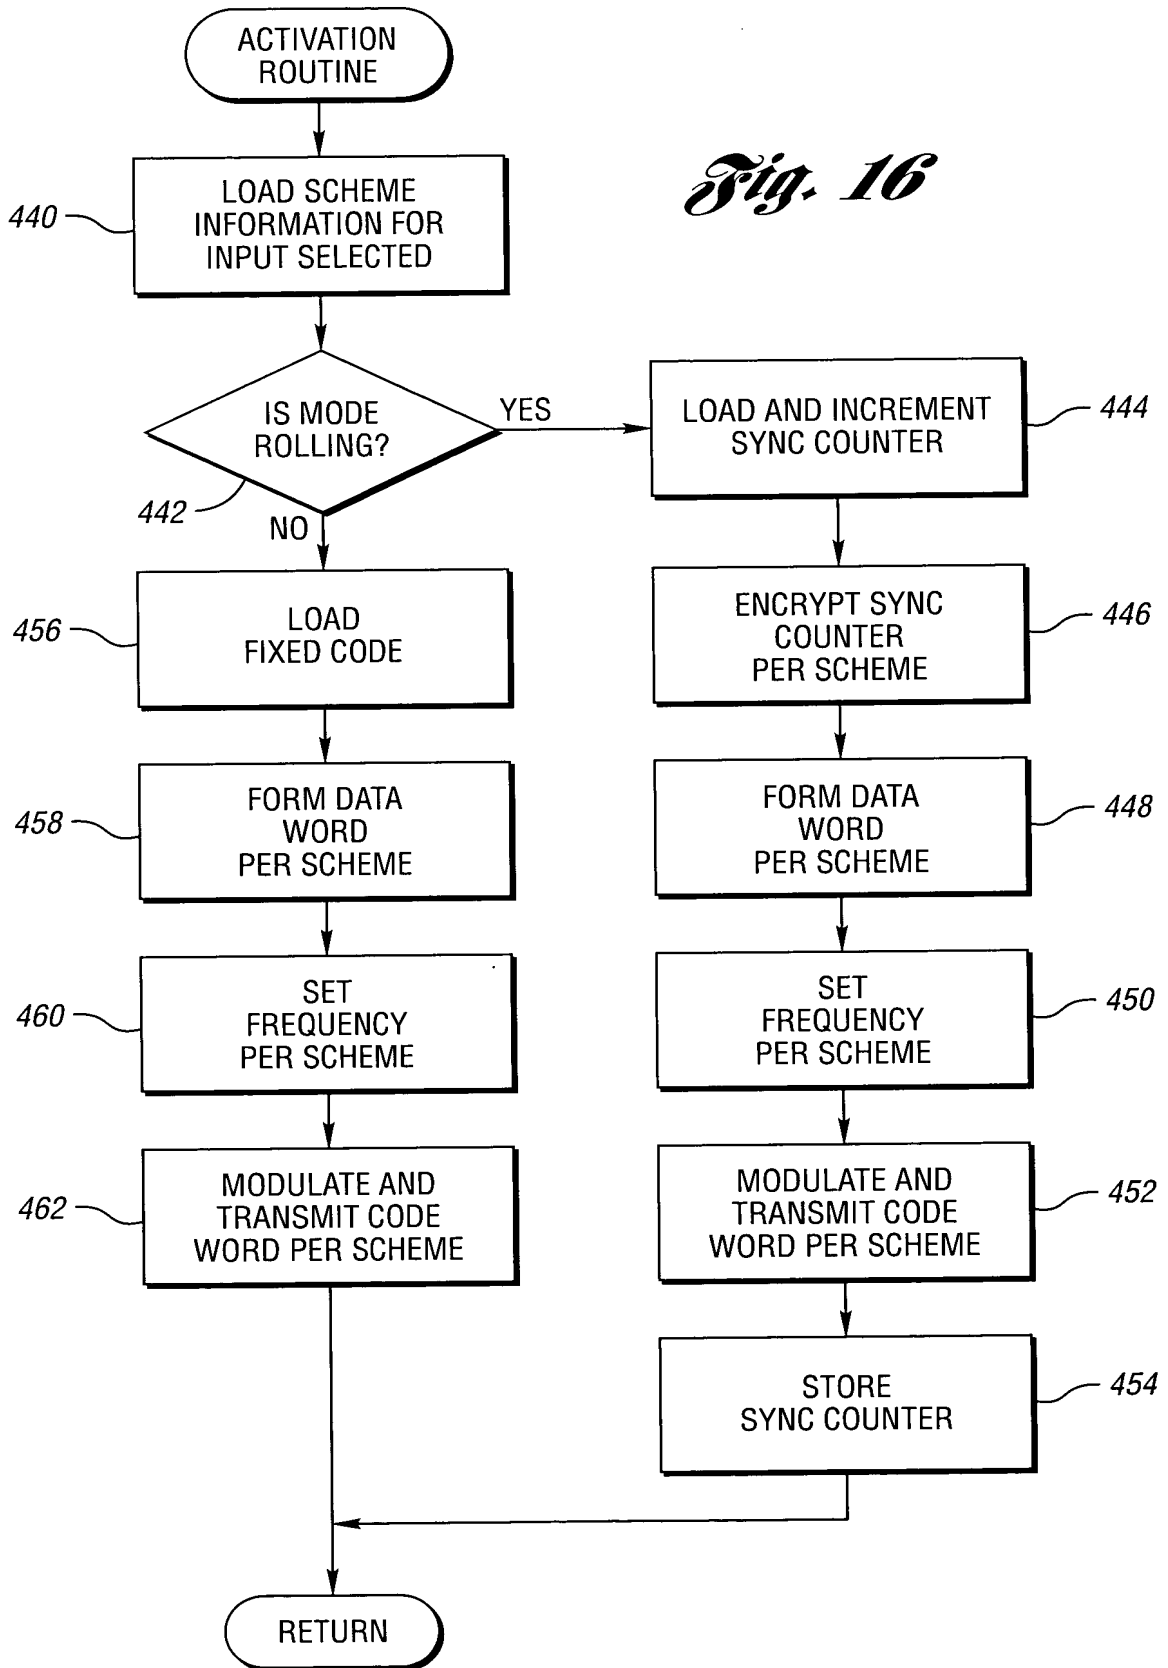 ACTIVATION
ROUTINE
Fig. 16
440
LOAD SCHEME
INFORMATION FOR
INPUT SELECTED
IS MODE
ROLLING?
442
YES
NO
LOAD AND INCREMENT
SYNC COUNTER
444
456
LOAD
FIXED CODE
ENCRYPT SYNC
COUNTER
PER SCHEME
446
458
FORM DATA
WORD
PER SCHEME
FORM DATA
WORD
PER SCHEME
448
460
SET
FREQUENCY
PER SCHEME
SET
FREQUENCY
PER SCHEME
450
462
MODULATE AND
TRANSMIT CODE
WORD PER SCHEME
MODULATE AND
TRANSMIT CODE
WORD PER SCHEME
452
STORE
SYNC COUNTER
454
RETURN